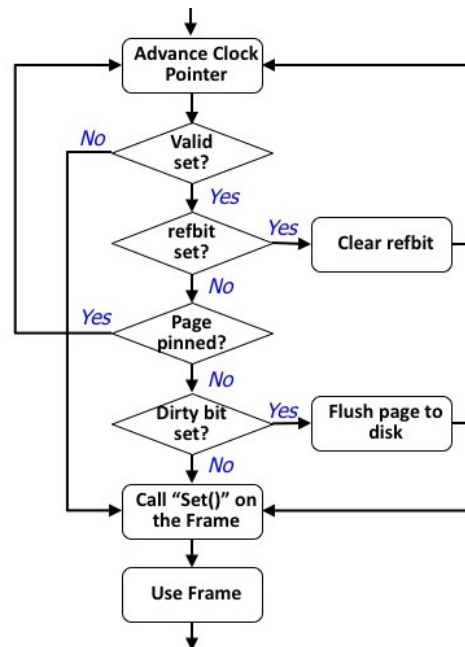 Advance Clock
Pointer
No
Valid
set?
Yes
refbit
set?
Yes
Clear refbit
No
Yes
Page
pinned?
No
Dirty bit
set?
Yes
Flush page to
disk
No
Call “Set()” on
the Frame
Use Frame